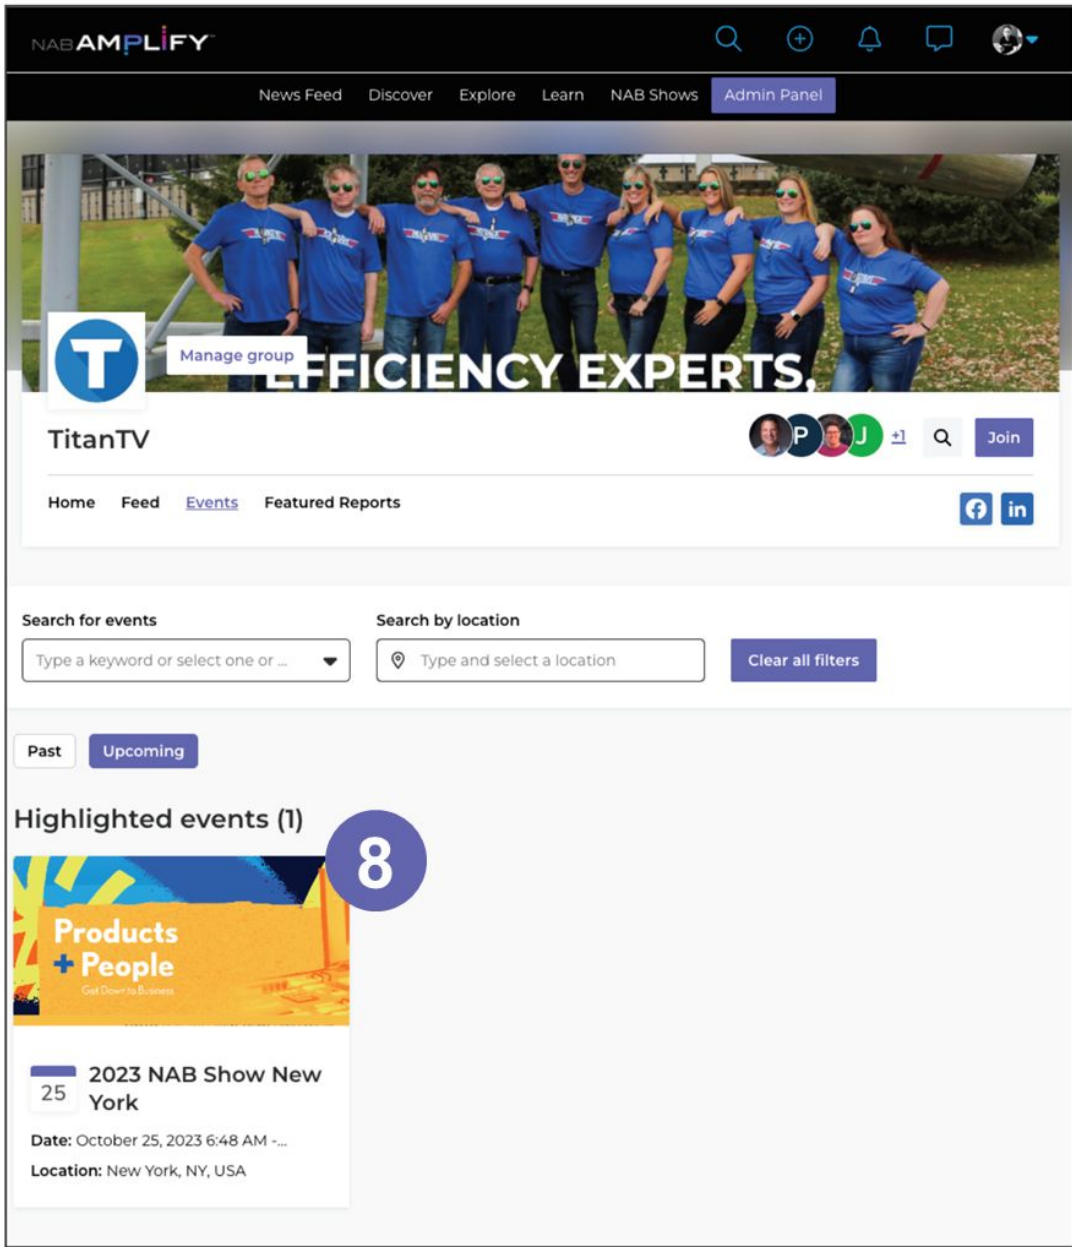 NAB AMPLIFY
News Feed Discover Explore Learn NAB Shows Admin Panel
T
Manage group
EFFICIENCY EXPERTS,
TitanTV
P J +1 Join
Home Feed Events Featured Reports
in
Search for events Search by location
Type a keyword or select one or ... Type and select a location Clear all filters
Past Upcoming
Highlighted events (1)
8
Products
+ People
Get Down to Business
25
2023 NAB Show New
York
Date: October 25, 2023 6:48 AM -...
Location: New York, NY, USA